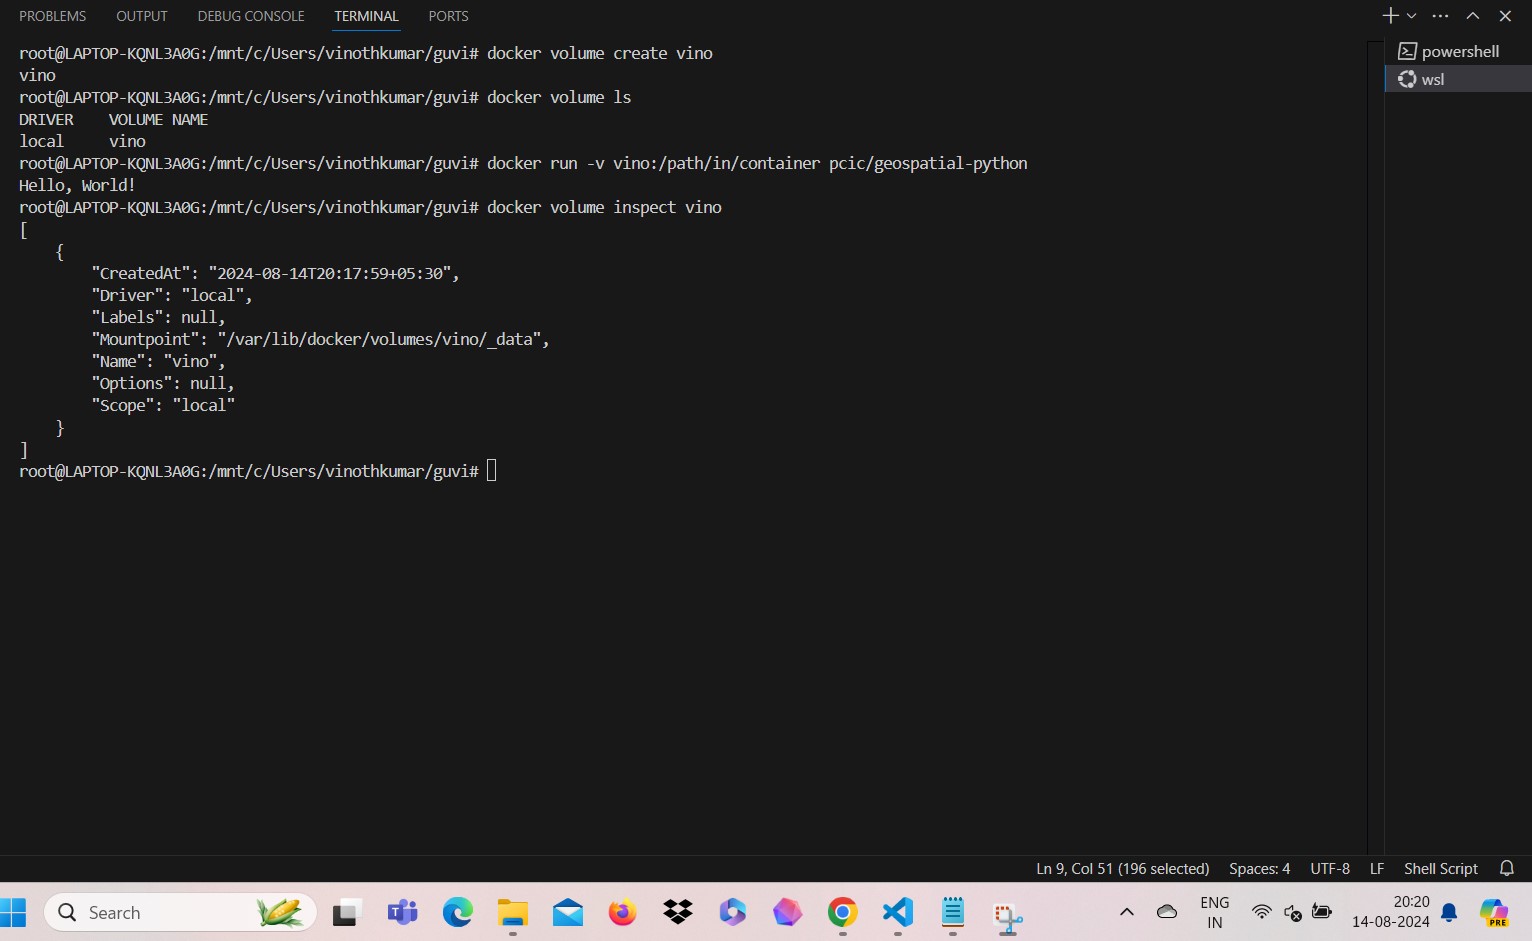 PROBLEMS OUTPUT DEBUG CONSOLE TERMINAL PORTS
root@LAPTOP-KQNL3A0G:/mnt/c/Users/vinothkumar/guvi# docker volume create vino
vino
root@LAPTOP-KQNL3A0G:/mnt/c/Users/vinothkumar/guvi# docker volume ls
DRIVER    VOLUME NAME
local     vino
root@LAPTOP-KQNL3A0G:/mnt/c/Users/vinothkumar/guvi# docker run -v vino:/path/in/container pcic/geospatial-python
Hello, World!
root@LAPTOP-KQNL3A0G:/mnt/c/Users/vinothkumar/guvi# docker volume inspect vino
[
    {
        "CreatedAt": "2024-08-14T20:17:59+05:30",
        "Driver": "local",
        "Labels": null,
        "Mountpoint": "/var/lib/docker/volumes/vino/_data",
        "Name": "vino",
        "Options": null,
        "Scope": "local"
    }
]
root@LAPTOP-KQNL3A0G:/mnt/c/Users/vinothkumar/guvi#
powershell
wsl
Ln 9, Col 51 (196 selected) Spaces: 4 UTF-8 LF Shell Script
Search
ENG
IN
20:20
14-08-2024
PRE